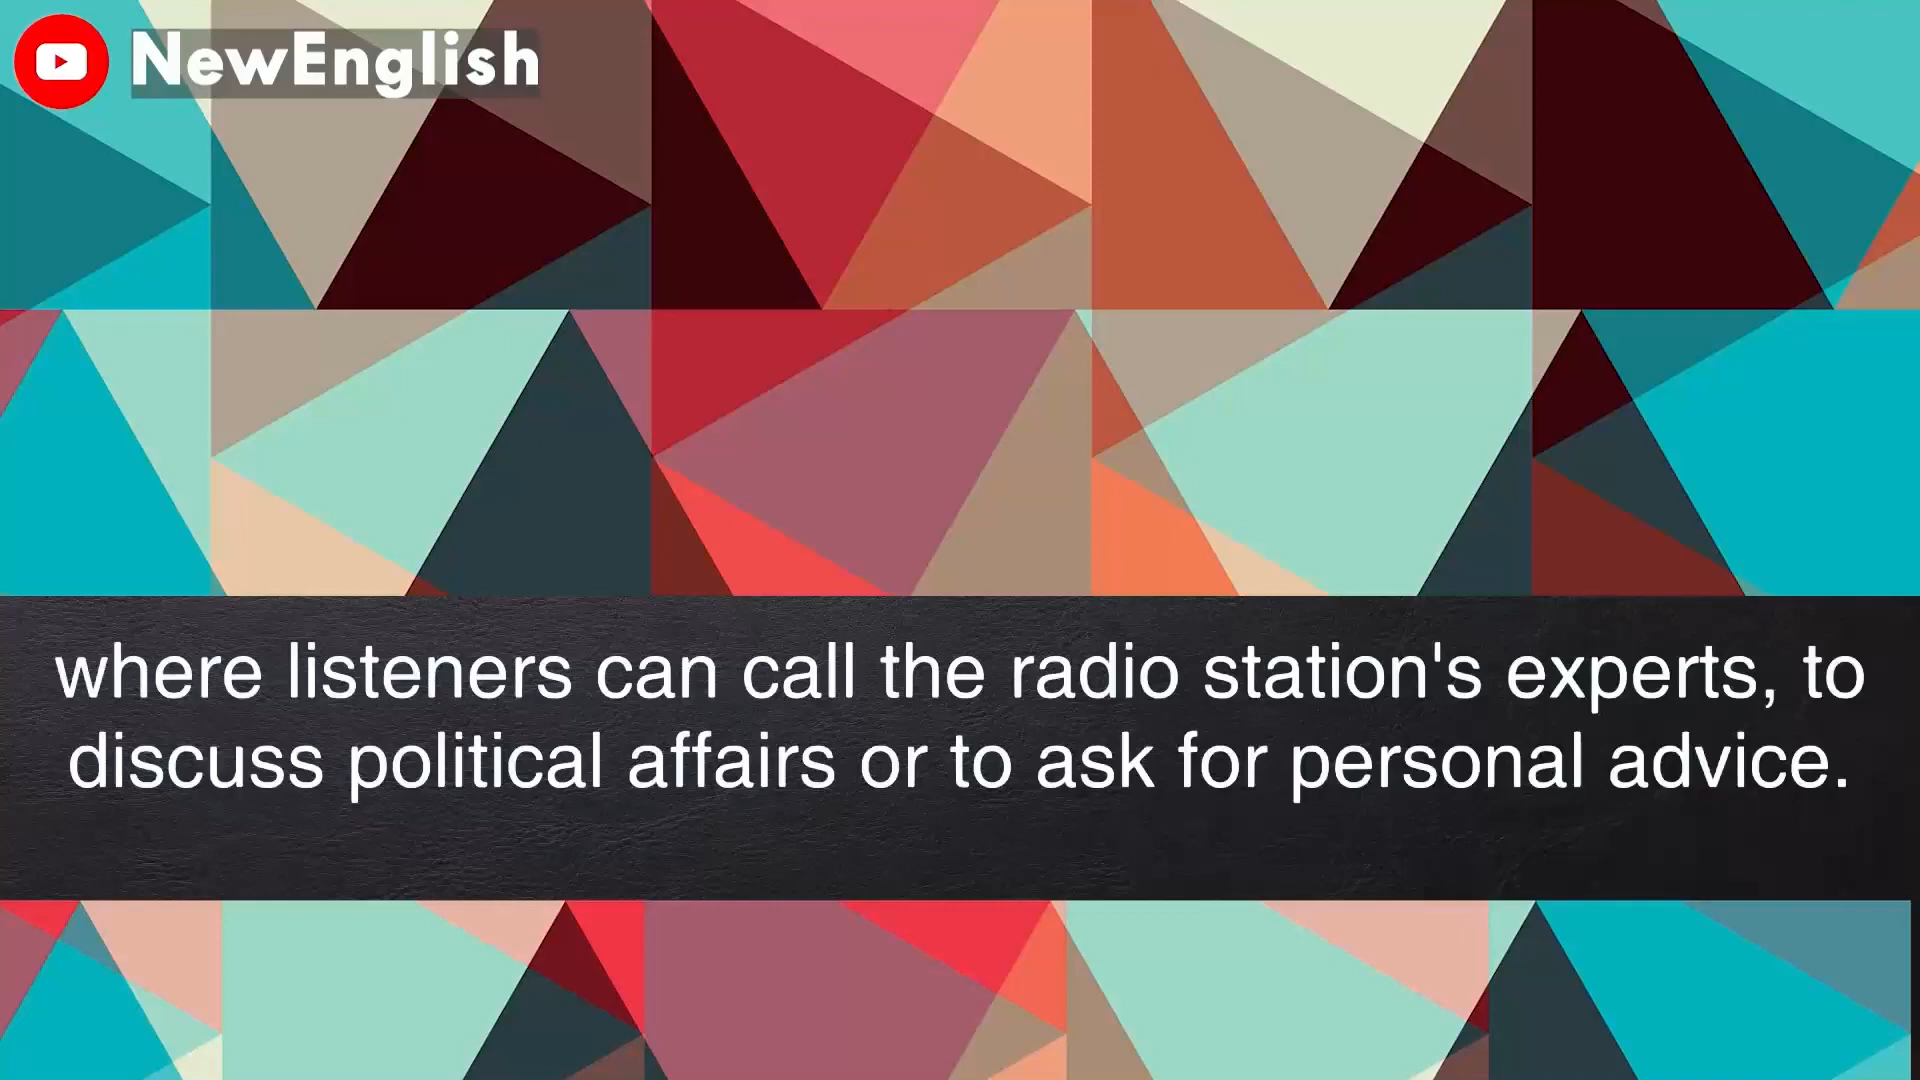 NewEnglish
where listeners can call the radio station's experts, to
discuss political affairs or to ask for personal advice.